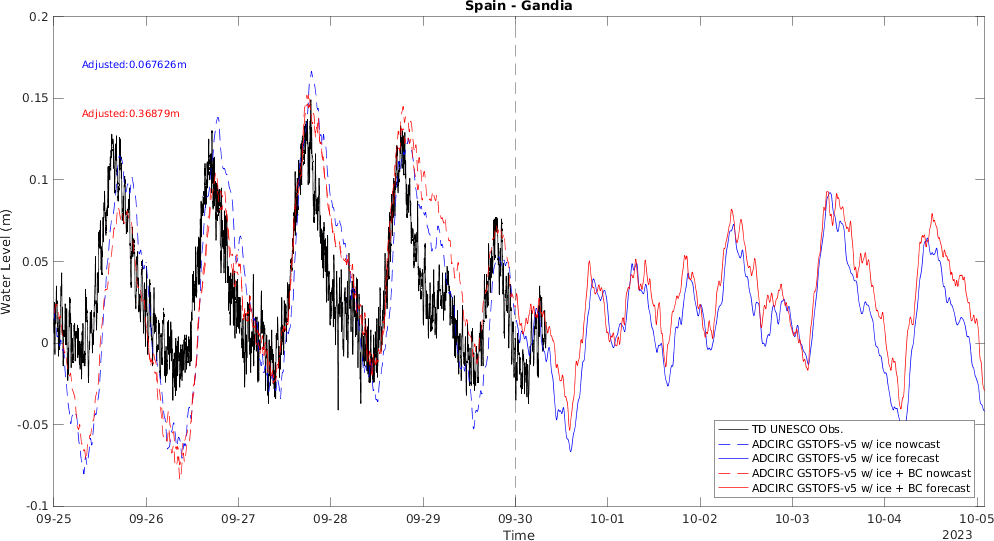 Spain - Gandia
0.2
0.15
0.1
0.05
0
-0.05
-0.1
Water Level (m)
Adjusted:0.067626m
Adjusted:0.36879m
TD UNESCO Obs.
ADCIRC GSTOFS-v5 w/ ice nowcast
ADCIRC GSTOFS-v5 w/ ice forecast
ADCIRC GSTOFS-v5 w/ ice + BC nowcast
ADCIRC GSTOFS-v5 w/ ice + BC forecast
09-25 09-26 09-27 09-28 09-29 09-30 10-01 10-02 10-03 10-04 10-05
Time
2023